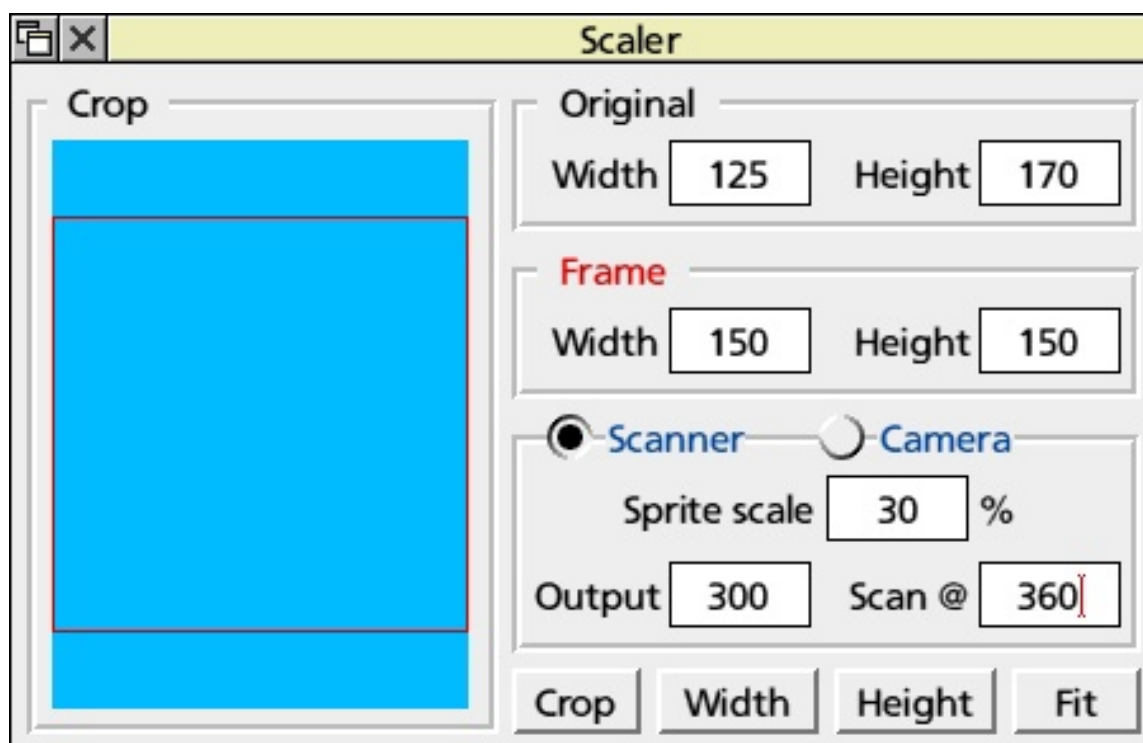 Scaler
Crop
Original
Width 125 Height 170
Frame
Width 150 Height 150
Scanner Camera
Sprite scale 30 %
Output 300 Scan @ 360
Crop Width Height Fit